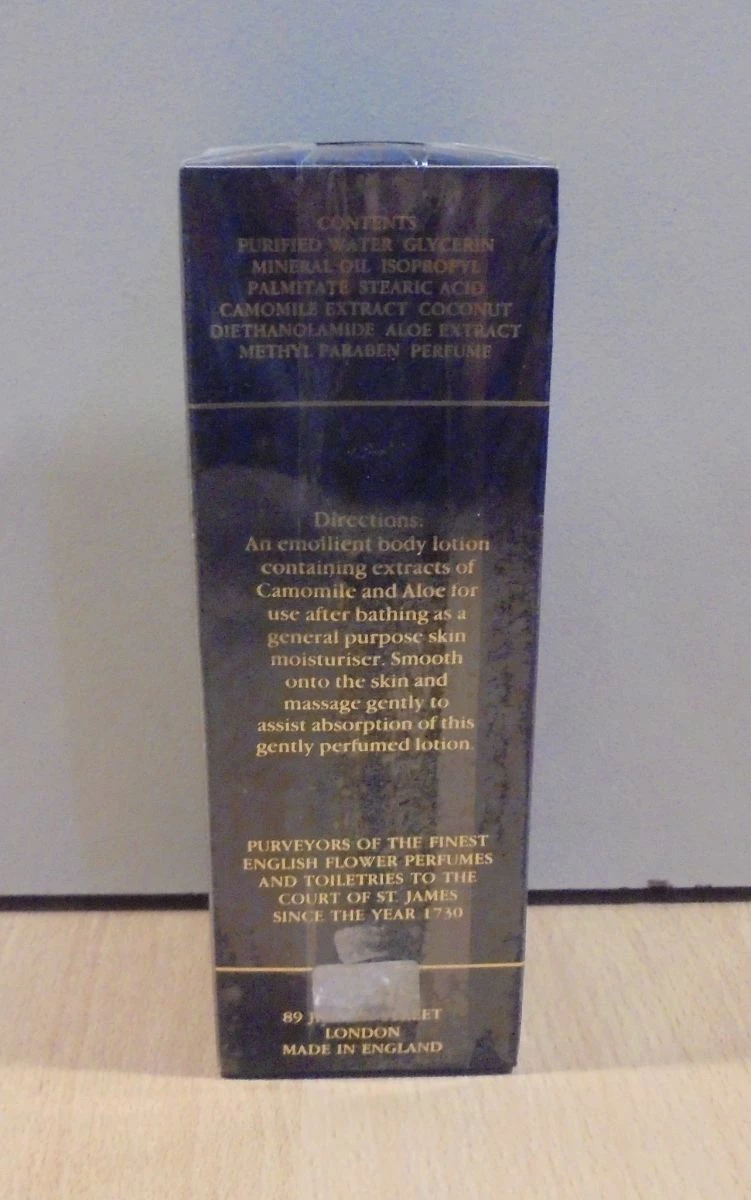 CONTENTS
PURIFIED WATER GLYCERIN
MINERAL OIL ISOPROPYL
PALMITATE STEARIC ACID
CAMOMILE EXTRACT COCONUT
DIETHANOLAMIDE ALOE EXTRACT
METHYL PARABEN PERFUME
Directions:
An emollient body lotion
containing extracts of
Camomile and Aloe for
use after bathing as a
general purpose skin
moisturiser. Smooth
onto the skin and
massage gently to
assist absorption of this
gently perfumed lotion.
PURVEYORS OF THE FINEST
ENGLISH FLOWER PERFUMES
AND TOILETRIES TO THE
COURT OF ST. JAMES
SINCE THE YEAR 1730
89
LONDON
MADE IN ENGLAND